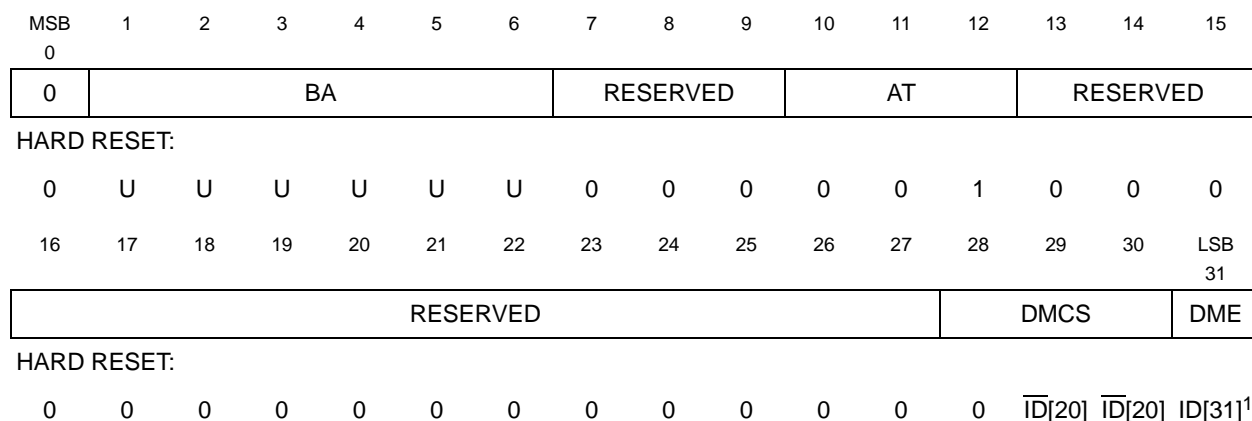 MSB 1 2 3 4 5 6 7 8 9 10 11 12 13 14 15
0
0 BA RESERVED AT RESERVED
HARD RESET:
0 U U U U U U 0 0 0 0 0 1 0 0 0
16 17 18 19 20 21 22 23 24 25 26 27 28 29 30 LSB
31
RESERVED DMCS DME
HARD RESET:
0 0 0 0 0 0 0 0 0 0 0 0 0 I̅D̅[20] I̅D̅[20] ID[31]¹